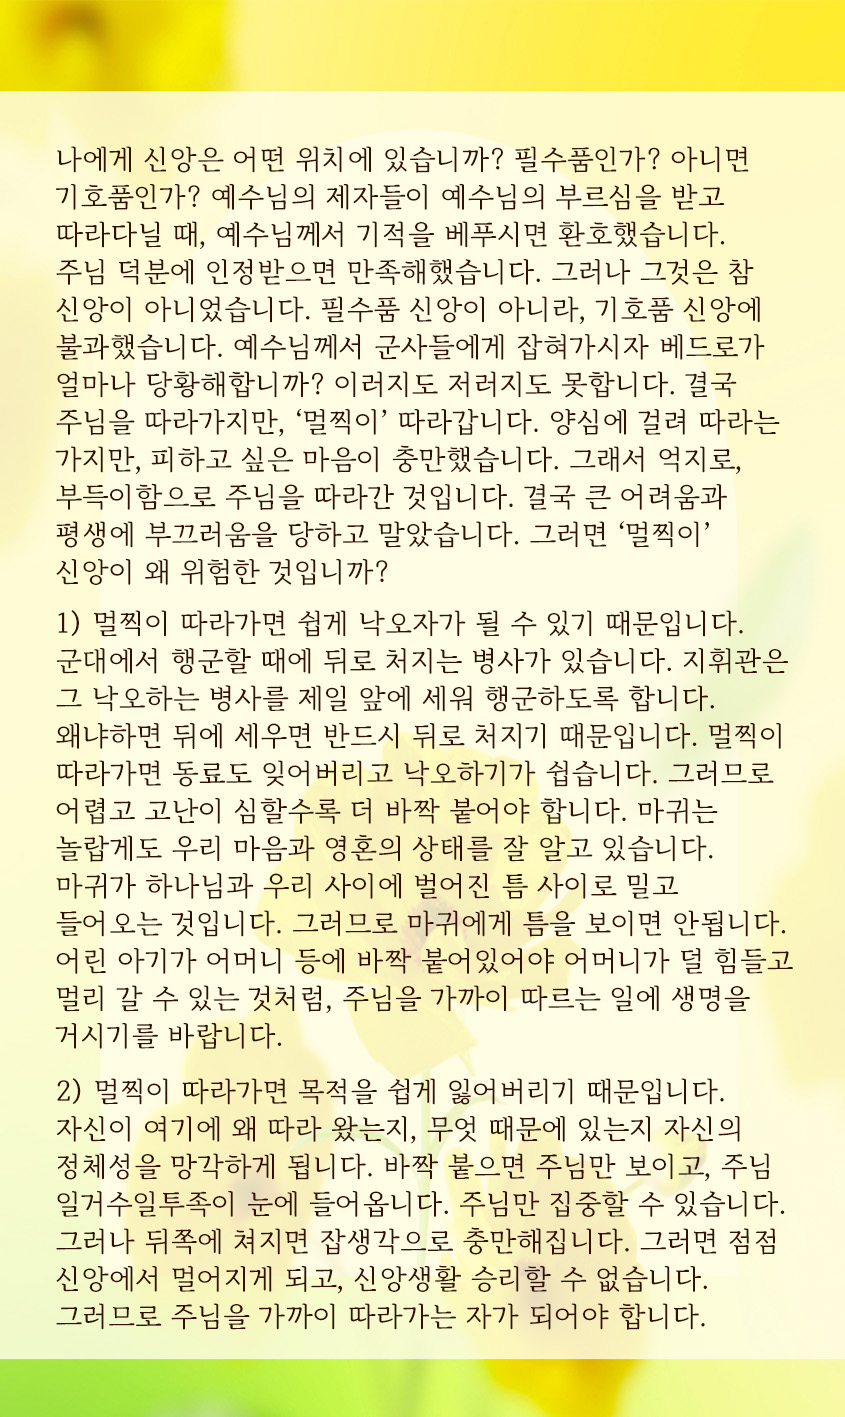 나에게 신앙은 어떤 위치에 있습니까? 필수품인가? 아니면
기호품인가? 예수님의 제자들이 예수님의 부르심을 받고
따라다닐 때, 예수님께서 기적을 베푸시면 환호했습니다.
주님 덕분에 인정받으면 만족해했습니다. 그러나 그것은 참
신앙이 아니었습니다. 필수품 신앙이 아니라, 기호품 신앙에
불과했습니다. 예수님께서 군사들에게 잡혀가시자 베드로가
얼마나 당황해합니까? 이러지도 저러지도 못합니다. 결국
주님을 따라가지만, ‘멀찍이’ 따라갑니다. 양심에 걸려 따라는
가지만, 피하고 싶은 마음이 충만했습니다. 그래서 억지로,
부득이함으로 주님을 따라간 것입니다. 결국 큰 어려움과
평생에 부끄러움을 당하고 말았습니다. 그러면 ‘멀찍이’
신앙이 왜 위험한 것입니까?
1) 멀찍이 따라가면 쉽게 낙오자가 될 수 있기 때문입니다.
군대에서 행군할 때에 뒤로 처지는 병사가 있습니다. 지휘관은
그 낙오하는 병사를 제일 앞에 세워 행군하도록 합니다.
왜냐하면 뒤에 세우면 반드시 뒤로 처지기 때문입니다. 멀찍이
따라가면 동료도 잊어버리고 낙오하기가 쉽습니다. 그러므로
어렵고 고난이 심할수록 더 바짝 붙어야 합니다. 마귀는
놀랍게도 우리 마음과 영혼의 상태를 잘 알고 있습니다.
마귀가 하나님과 우리 사이에 벌어진 틈 사이로 밀고
들어오는 것입니다. 그러므로 마귀에게 틈을 보이면 안됩니다.
어린 아기가 어머니 등에 바짝 붙어있어야 어머니가 덜 힘들고
멀리 갈 수 있는 것처럼, 주님을 가까이 따르는 일에 생명을
거시기를 바랍니다.
2) 멀찍이 따라가면 목적을 쉽게 잃어버리기 때문입니다.
자신이 여기에 왜 따라 왔는지, 무엇 때문에 있는지 자신의
정체성을 망각하게 됩니다. 바짝 붙으면 주님만 보이고, 주님
일거수일투족이 눈에 들어옵니다. 주님만 집중할 수 있습니다.
그러나 뒤쪽에 쳐지면 잡생각으로 충만해집니다. 그러면 점점
신앙에서 멀어지게 되고, 신앙생활 승리할 수 없습니다.
그러므로 주님을 가까이 따라가는 자가 되어야 합니다.